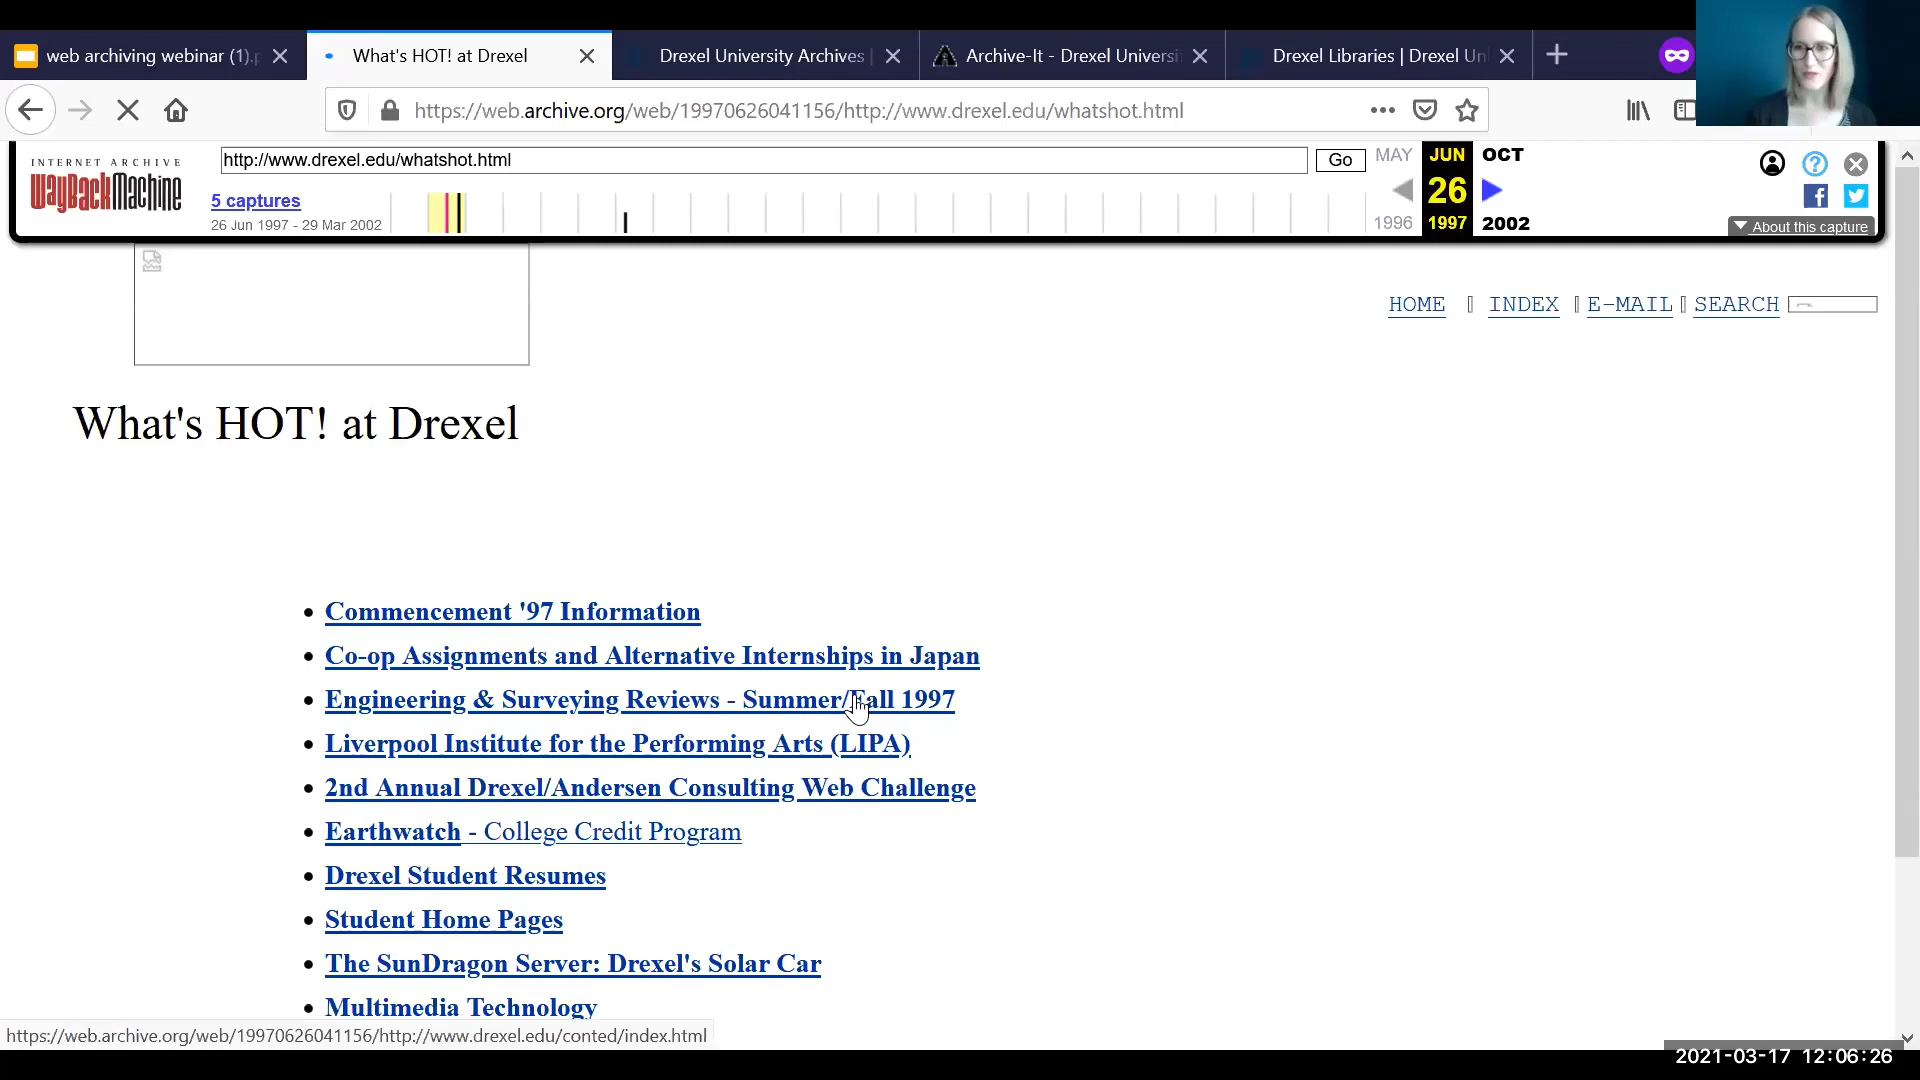 web archiving webinar (1).p
What's HOT! at Drexel
Drexel University Archives |
Archive-It - Drexel Universi
Drexel Libraries | Drexel Un
https://web.archive.org/web/19970626041156/http://www.drexel.edu/whatshot.html
INTERNET ARCHIVE
WayBackMachine
http://www.drexel.edu/whatshot.html
Go
MAY JUN OCT
5 captures
26
26 Jun 1997 - 29 Mar 2002
1996 1997 2002
About this capture
HOME INDEX E-MAIL SEARCH
What's HOT! at Drexel
• Commencement '97 Information
• Co-op Assignments and Alternative Internships in Japan
• Engineering & Surveying Reviews - Summer/Fall 1997
• Liverpool Institute for the Performing Arts (LIPA)
• 2nd Annual Drexel/Andersen Consulting Web Challenge
• Earthwatch - College Credit Program
• Drexel Student Resumes
• Student Home Pages
• The SunDragon Server: Drexel's Solar Car
• Multimedia Technology
https://web.archive.org/web/19970626041156/http://www.drexel.edu/conted/index.html
2021-03-17 12:06:26